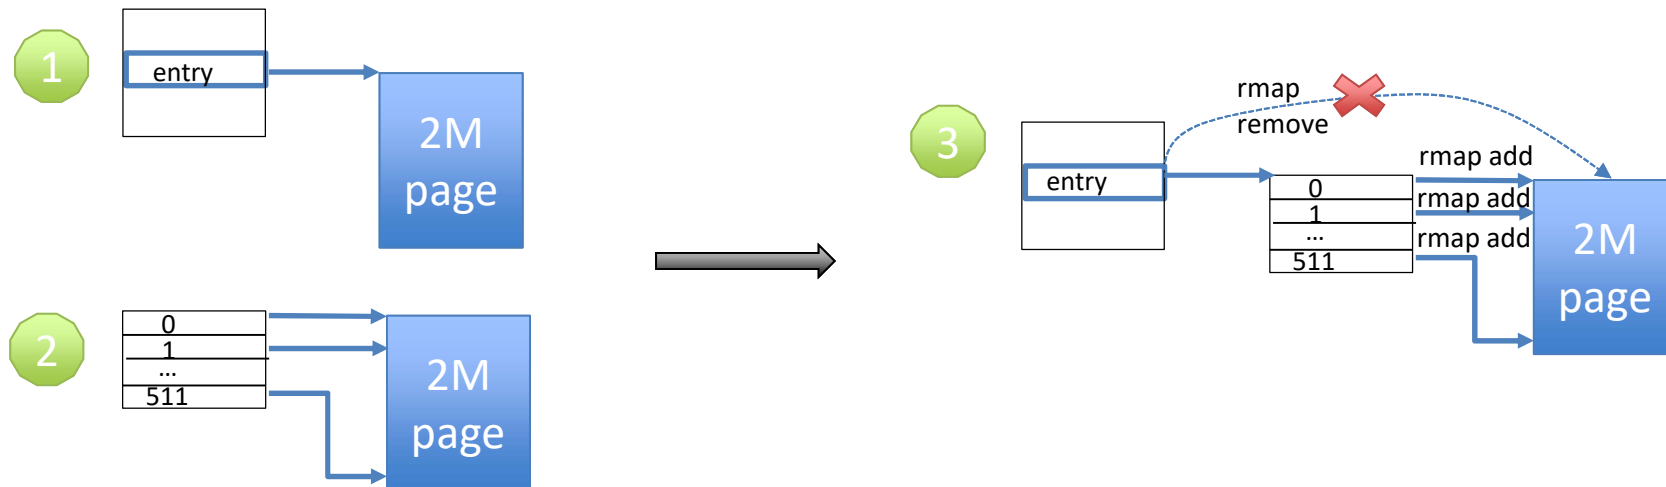 1
entry
2M
page
2
0
1
...
511
2M
page
3
rmap
remove
entry
0
1
...
511
rmap add
rmap add
rmap add
2M
page